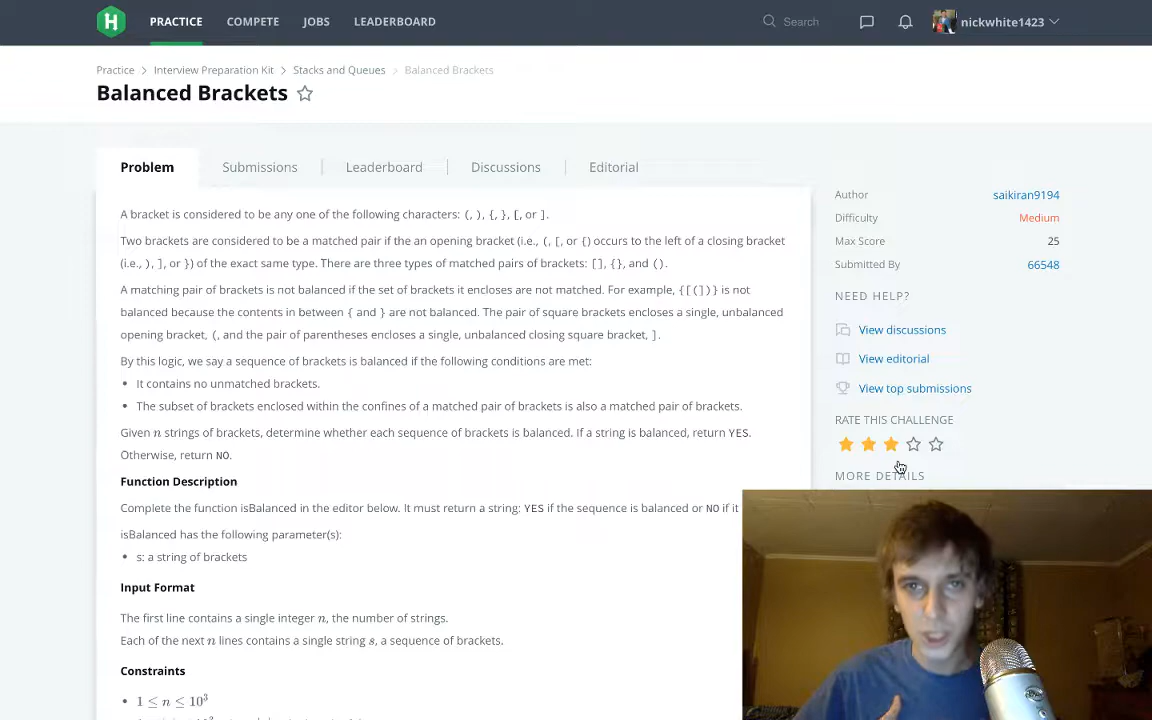 H PRACTICE COMPETE JOBS LEADERBOARD Search nickwhite1423
Practice > Interview Preparation Kit > Stacks and Queues > Balanced Brackets
Balanced Brackets
Problem Submissions Leaderboard Discussions Editorial
A bracket is considered to be any one of the following characters: (, ), {, }, [, or ].
Two brackets are considered to be a matched pair if the an opening bracket (i.e., (, [, or {) occurs to the left of a closing bracket
(i.e., ), ], or }) of the exact same type. There are three types of matched pairs of brackets: [], {}, and ().
A matching pair of brackets is not balanced if the set of brackets it encloses are not matched. For example, {[(])} is not
balanced because the contents in between { and } are not balanced. The pair of square brackets encloses a single, unbalanced
opening bracket, (, and the pair of parentheses encloses a single, unbalanced closing square bracket, ].
By this logic, we say a sequence of brackets is balanced if the following conditions are met:
• It contains no unmatched brackets.
• The subset of brackets enclosed within the confines of a matched pair of brackets is also a matched pair of brackets.
Given n strings of brackets, determine whether each sequence of brackets is balanced. If a string is balanced, return YES.
Otherwise, return NO.
Function Description
Complete the function isBalanced in the editor below. It must return a string: YES if the sequence is balanced or NO if it
isBalanced has the following parameter(s):
• s: a string of brackets
Input Format
The first line contains a single integer n, the number of strings.
Each of the next n lines contains a single string s, a sequence of brackets.
Constraints
• 1 ≤ n ≤ 10³
Author saikiran9194
Difficulty Medium
Max Score 25
Submitted By 66548
NEED HELP?
View discussions
View editorial
View top submissions
RATE THIS CHALLENGE
MORE DETAILS